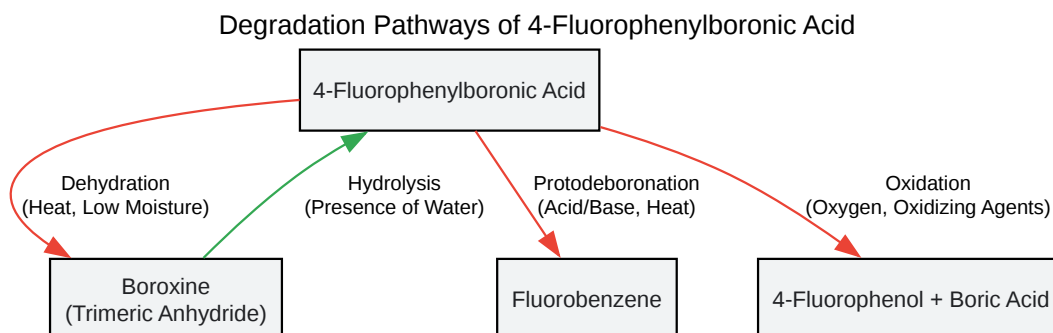 Degradation Pathways of 4-Fluorophenylboronic Acid
4-Fluorophenylboronic Acid
Dehydration
(Heat, Low Moisture)
Hydrolysis
(Presence of Water)
Protodeboronation
(Acid/Base, Heat)
Oxidation
(Oxygen, Oxidizing Agents)
Boroxine
(Trimeric Anhydride)
Fluorobenzene
4-Fluorophenol + Boric Acid